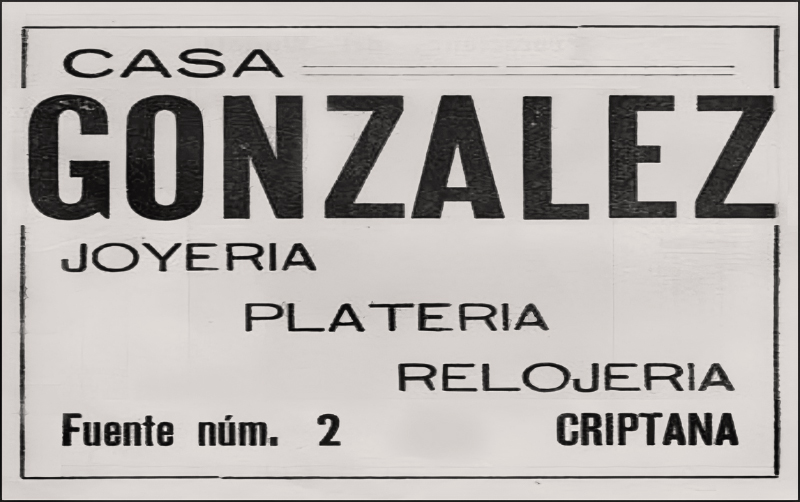 CASA
GONZALEZ
JOYERIA
PLATERIA
RELOJERIA
Fuente núm. 2 CRIPTANA